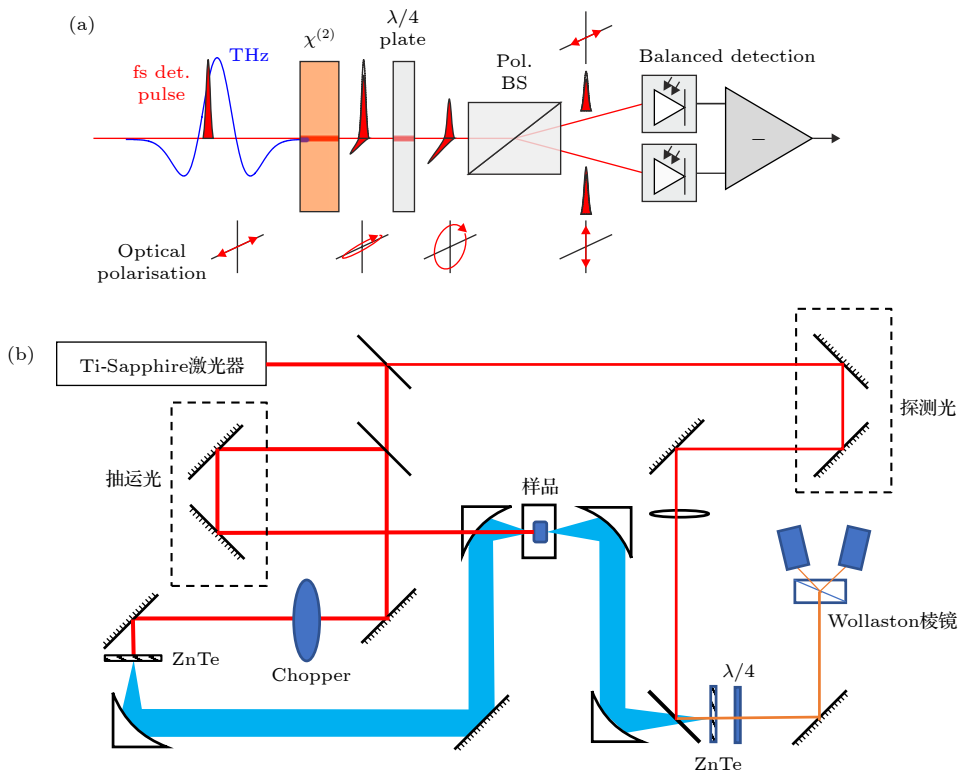 (a)
χ(2)
λ/4
plate
THz
fs det.
pulse
Pol.
BS
Balanced detection
−
Optical
polarisation
(b)
Ti-Sapphire激光器
探测光
抽运光
样品
Wollaston棱镜
ZnTe
Chopper
λ/4
ZnTe